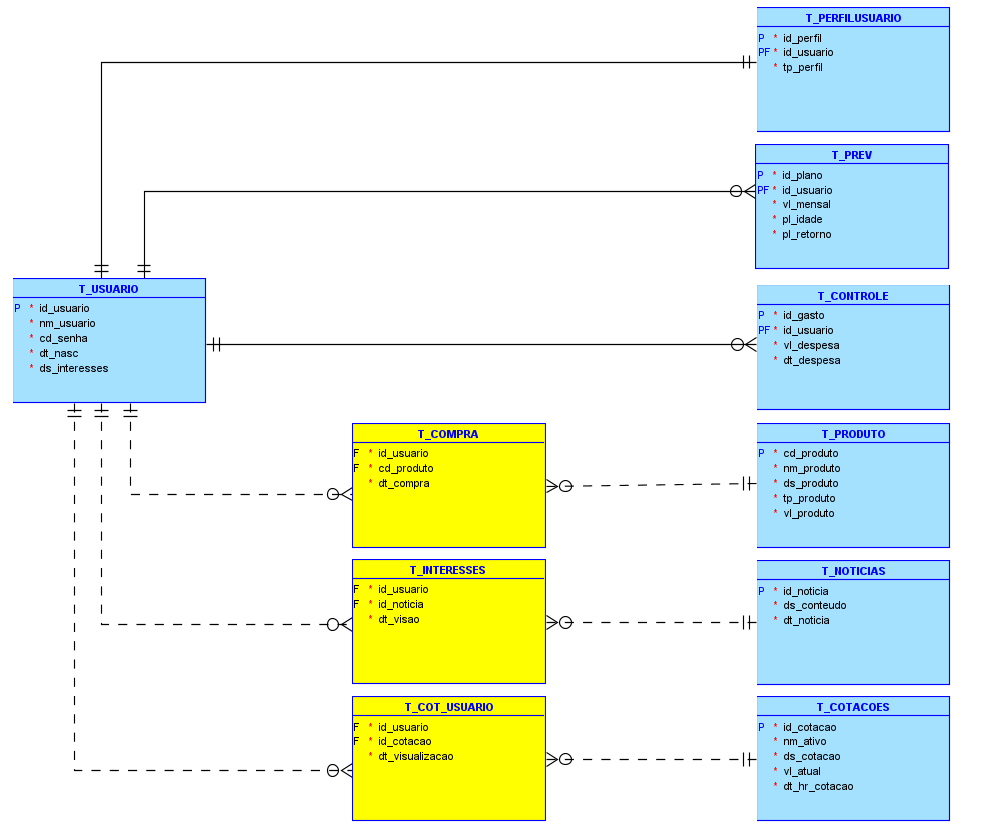 T_PERFILUSUARIO
P * id_perfil
PF * id_usuario
* tp_perfil
T_PREV
P * id_plano
PF * id_usuario
* vl_mensal
* pl_idade
* pl_retorno
T_USUARIO
P * id_usuario
* nm_usuario
* cd_senha
* dt_nasc
* ds_interesses
T_CONTROLE
P * id_gasto
PF * id_usuario
* vl_despesa
* dt_despesa
T_COMPRA
F * id_usuario
F * cd_produto
* dt_compra
T_PRODUTO
P * cd_produto
* nm_produto
* ds_produto
* tp_produto
* vl_produto
T_INTERESSES
F * id_usuario
F * id_noticia
* dt_visao
T_NOTICIAS
P * id_noticia
* ds_conteudo
* dt_noticia
T_COT_USUARIO
F * id_usuario
F * id_cotacao
* dt_visualizacao
T_COTACOES
P * id_cotacao
* nm_ativo
* ds_cotacao
* vl_atual
* dt_hr_cotacao